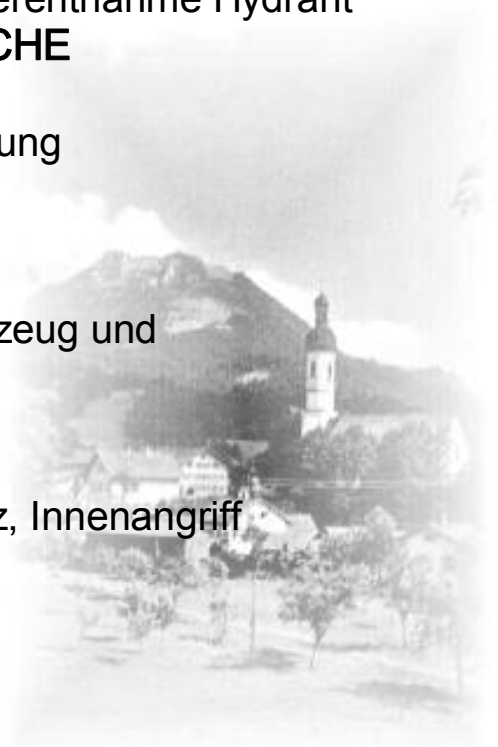 erentnahme Hydrant
CHE
ung
zeug und
z, Innenangriff